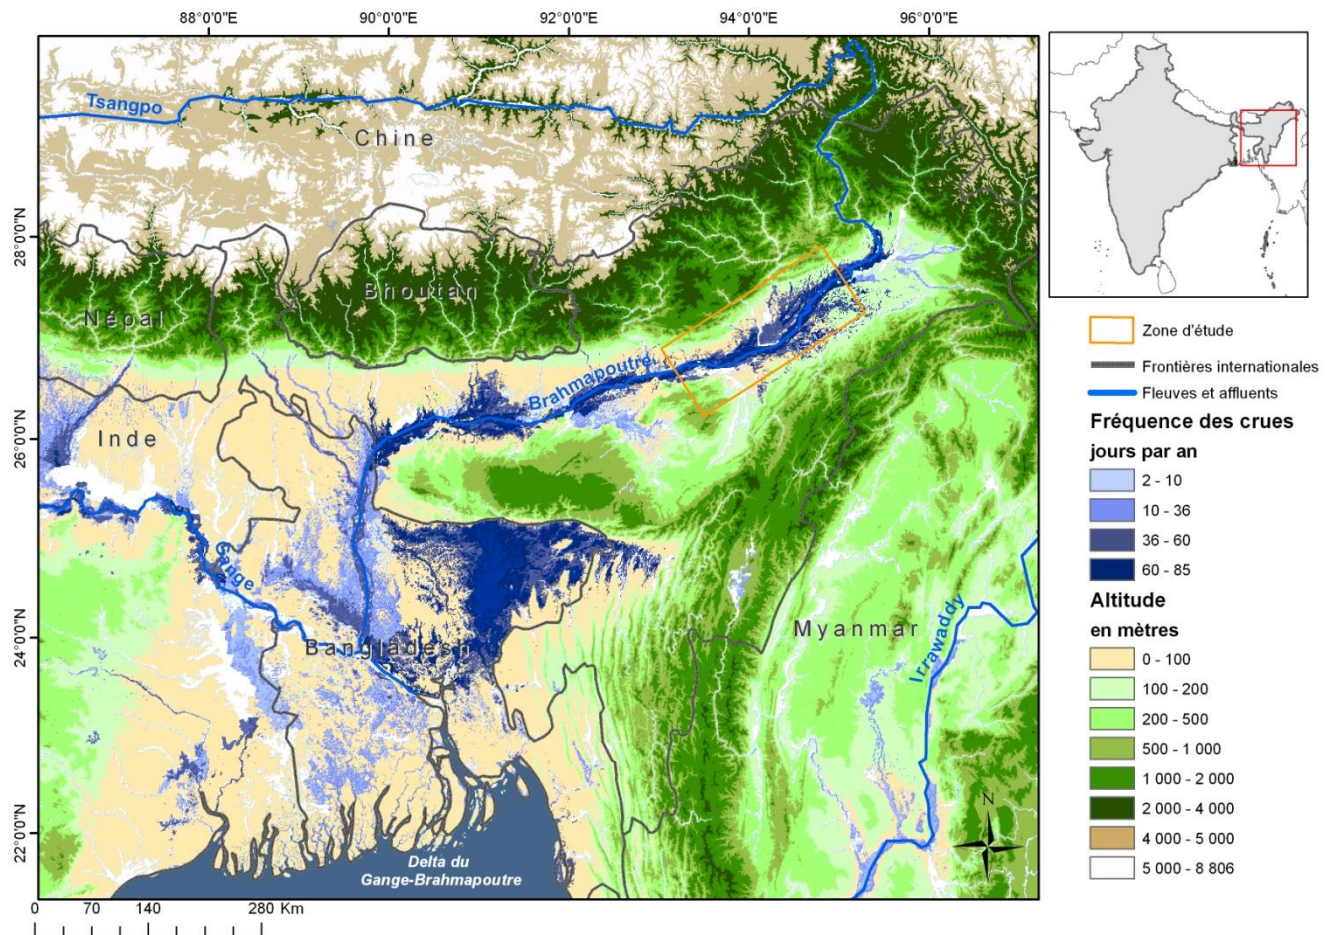 88°0'0"E
90°0'0"E
92°0'0"E
94°0'0"E
96°0'0"E
28°0'0"N
26°0'0"N
24°0'0"N
22°0'0"N
Tsangpo
Chine
Bhoutan
Népal
Brahmapoutre
Inde
Gange
Bangladesh
Myanmar
Irrawaddy
Delta du
Gange-Brahmapoutre
N
0 70 140 280 Km
Zone d'étude
Frontières internationales
Fleuves et affluents
Fréquence des crues
jours par an
2 - 10
10 - 36
36 - 60
60 - 85
Altitude
en mètres
0 - 100
100 - 200
200 - 500
500 - 1 000
1 000 - 2 000
2 000 - 4 000
4 000 - 5 000
5 000 - 8 806